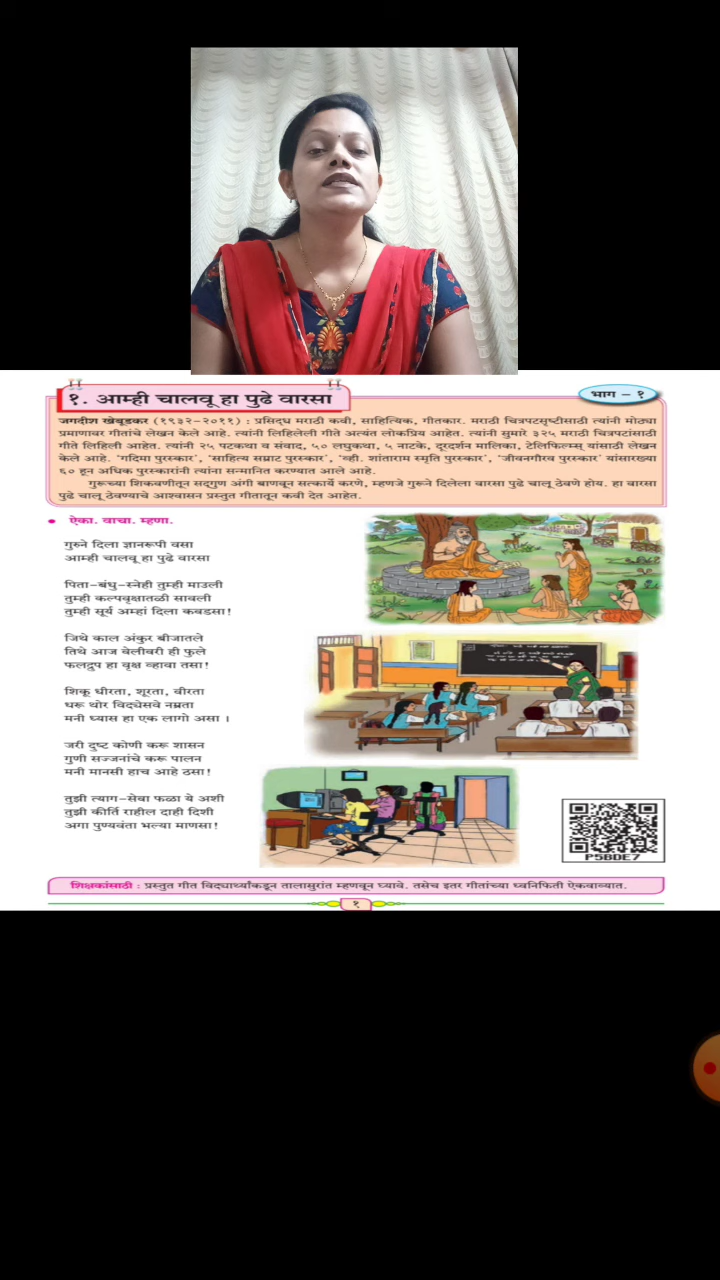 १. आम्ही चालवू हा पुढे वारसा
भाग - १
जगदीश खेबूडकर (१९३२-२०११) : प्रसिद्ध मराठी कवी, साहित्यिक, गीतकार. मराठी चित्रपटसृष्टीसाठी त्यांनी मोठ्या
प्रमाणावर गीतांचे लेखन केले आहे. त्यांनी लिहिलेली गीते अत्यंत लोकप्रिय आहेत. त्यांनी सुमारे ३२५ मराठी चित्रपटांसाठी
गीते लिहिली आहेत. त्यांनी २५ पटकथा व संवाद, ५० लघुकथा, ५ नाटके, दूरदर्शन मालिका, टेलिफिल्म्स् यांसाठी लेखन
केले आहे. 'गदिमा पुरस्कार', 'साहित्य सम्राट पुरस्कार', 'व्ही. शांताराम स्मृति पुरस्कार', 'जीवनगौरव पुरस्कार' यांसारख्या
६० हून अधिक पुरस्कारांनी त्यांना सन्मानित करण्यात आले आहे.
गुरूच्या शिकवणीतून सद्गुण अंगी बाणवून सत्कार्य करणे, म्हणजे गुरूने दिलेला वारसा पुढे चालू ठेवणे होय. हा वारसा
पुढे चालू ठेवण्याचे आश्वासन प्रस्तुत गीतातून कवी देत आहेत.
• ऐका. वाचा. म्हणा.
गुरुने दिला ज्ञानरूपी वसा
आम्ही चालवू हा पुढे वारसा
पिता-बंधु-स्नेही तुम्ही माउली
तुम्ही कल्पवृक्षातळी सावली
तुम्ही सूर्य अम्हां दिला कवडसा!
जिथे काल अंकुर बीजातले
तिथे आज वेलीवरी ही फुले
फलद्रुप हा वृक्ष व्हावा तसा!
शिकू धीरता, शूरता, वीरता
धरू थोर विद्येसवे नम्रता
मनी ध्यास हा एक लागो असा ।
जरी दुष्ट कोणी करू शासन
गुणी सज्जनांचे करू पालन
मनी मानसी हाच आहे ठसा!
तुझी त्याग-सेवा फळा ये अशी
तुझी कीर्ति राहील दाही दिशी
अगा पुण्यवंता भल्या माणसा!
P5BDE7
शिक्षकांसाठी : प्रस्तुत गीत विद्यार्थ्यांकडून तालासुरांत म्हणवून घ्यावे. तसेच इतर गीतांच्या ध्वनिफिती ऐकवाव्यात.
१